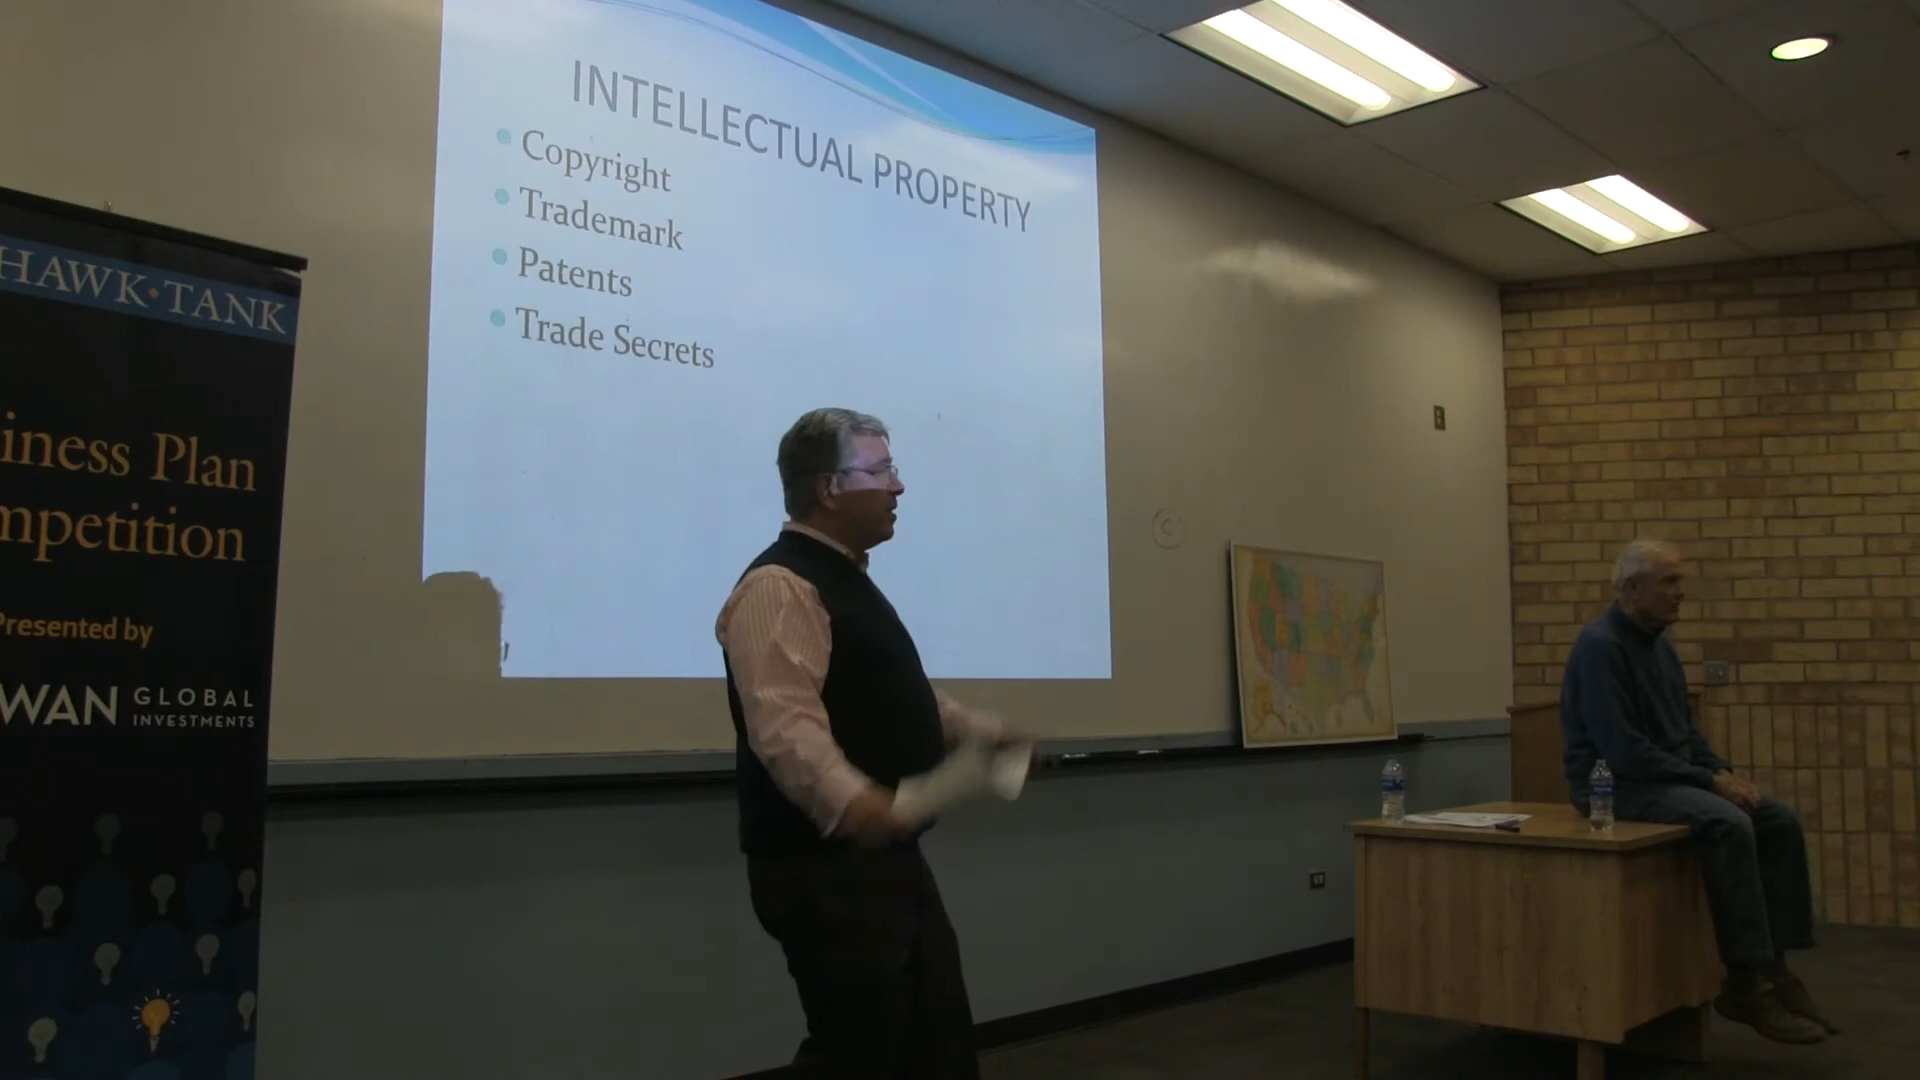 INTELLECTUAL PROPERTY
Copyright
Trademark
Patents
Trade Secrets
HAWK·TANK
iness Plan
mpetition
Presented by
WAN GLOBAL
INVESTMENTS